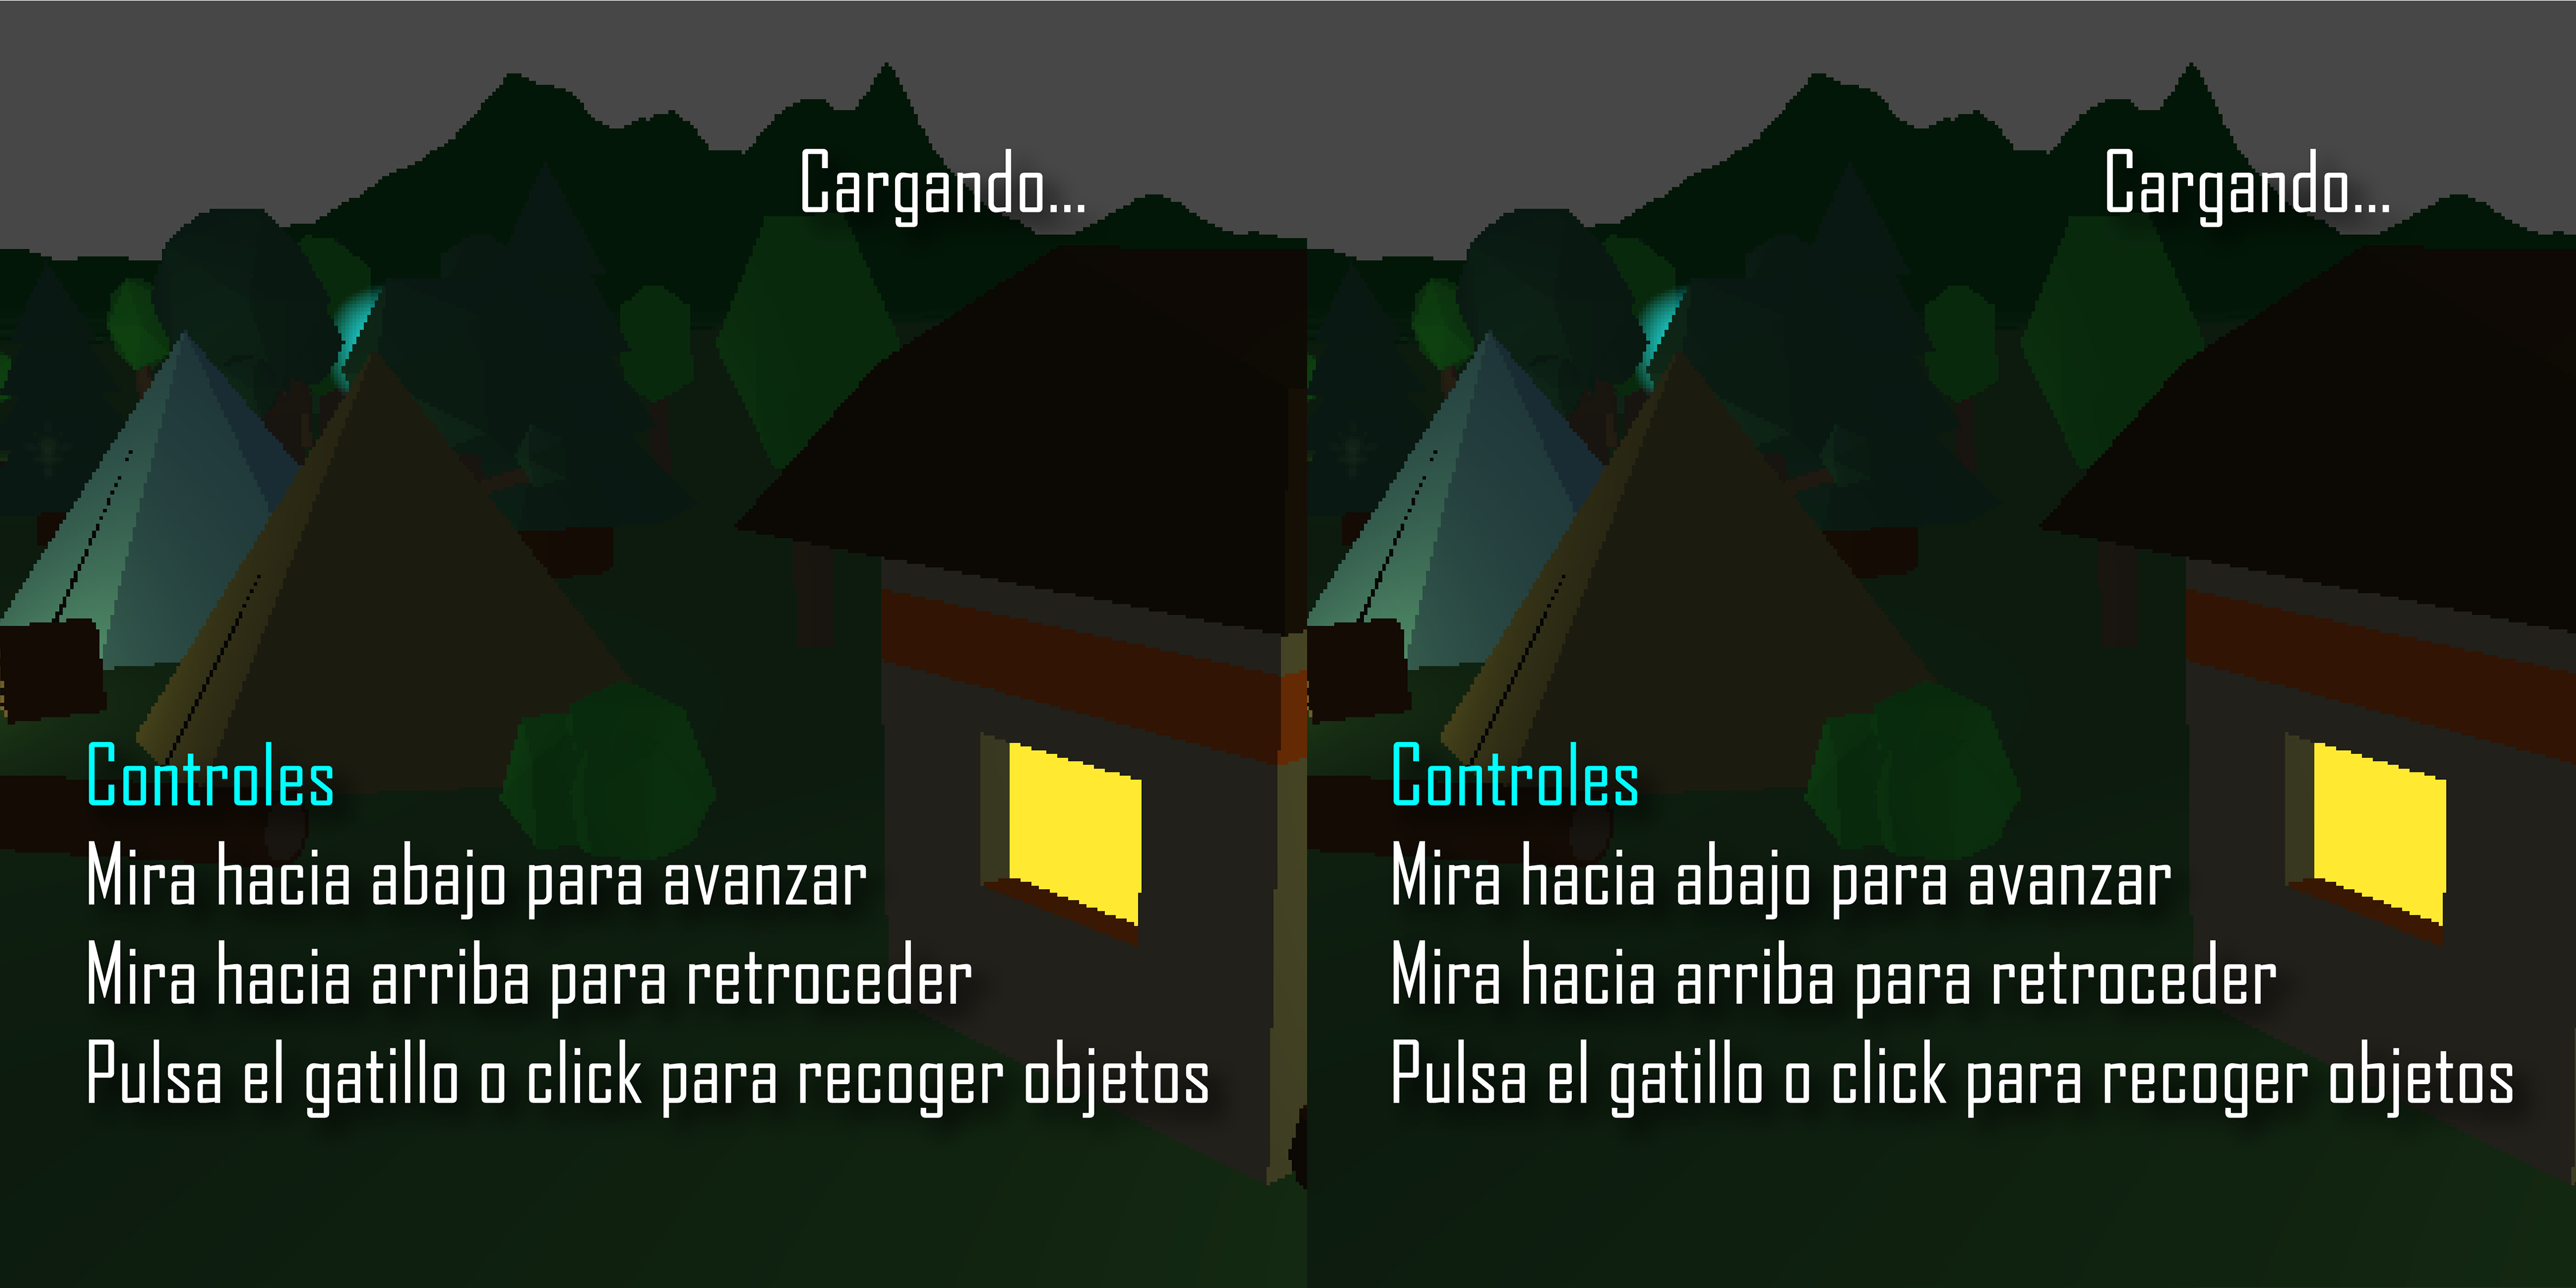 Cargando...
Controles
Mira hacia abajo para avanzar
Mira hacia arriba para retroceder
Pulsa el gatillo o click para recoger objetos
Cargando...
Controles
Mira hacia abajo para avanzar
Mira hacia arriba para retroceder
Pulsa el gatillo o click para recoger objetos